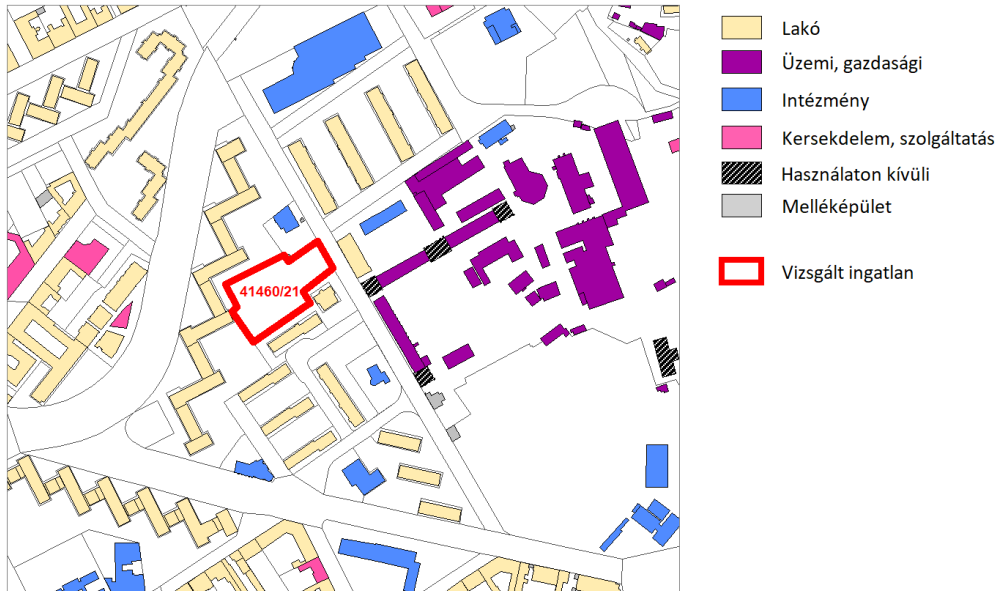 Lakó
Üzemi, gazdasági
Intézmény
Kersekdelem, szolgáltatás
Használaton kívüli
Melléképület
Vizsgált ingatlan
41460/21